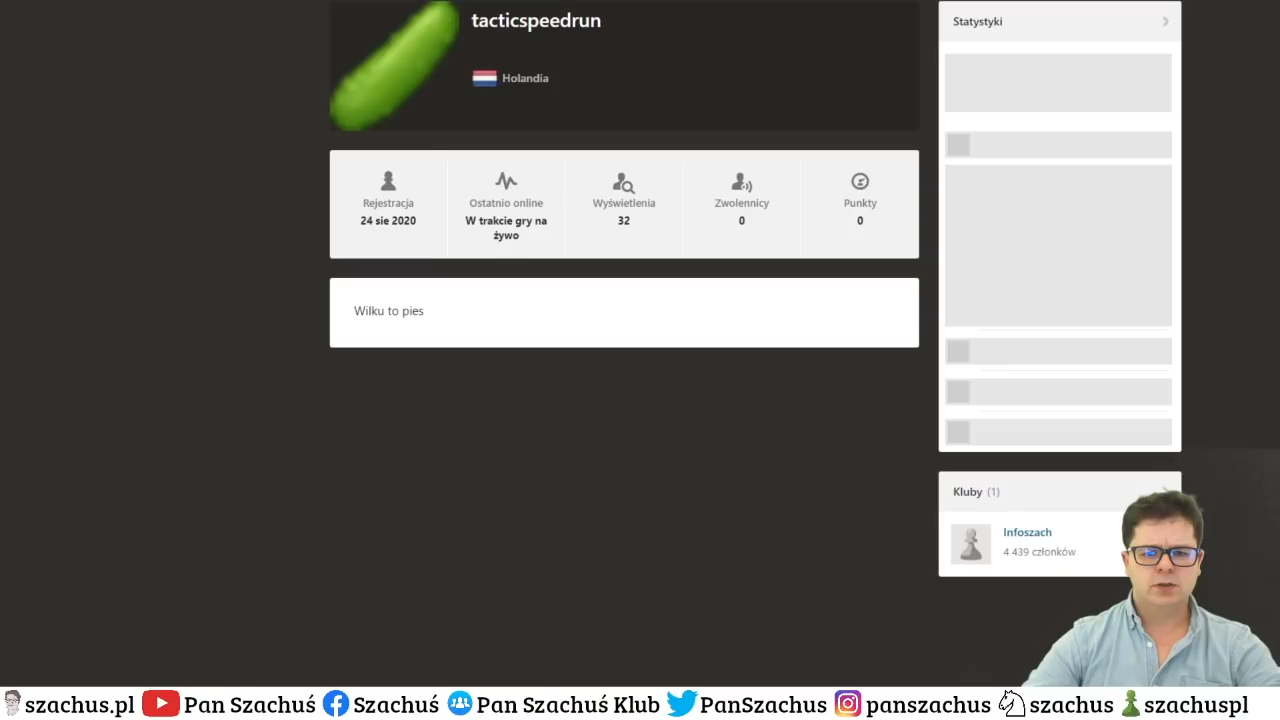 tacticspeedrun
Holandia
Rejestracja
24 sie 2020
Ostatnio online
W trakcie gry na
żywo
Wyświetlenia
32
Zwolennicy
0
Punkty
0
Wilku to pies
Statystyki
Kluby (1)
Infoszach
4 439 członków
szachus.pl Pan Szachuś Szachuś Pan Szachuś Klub PanSzachus panszachus szachus szachuspl